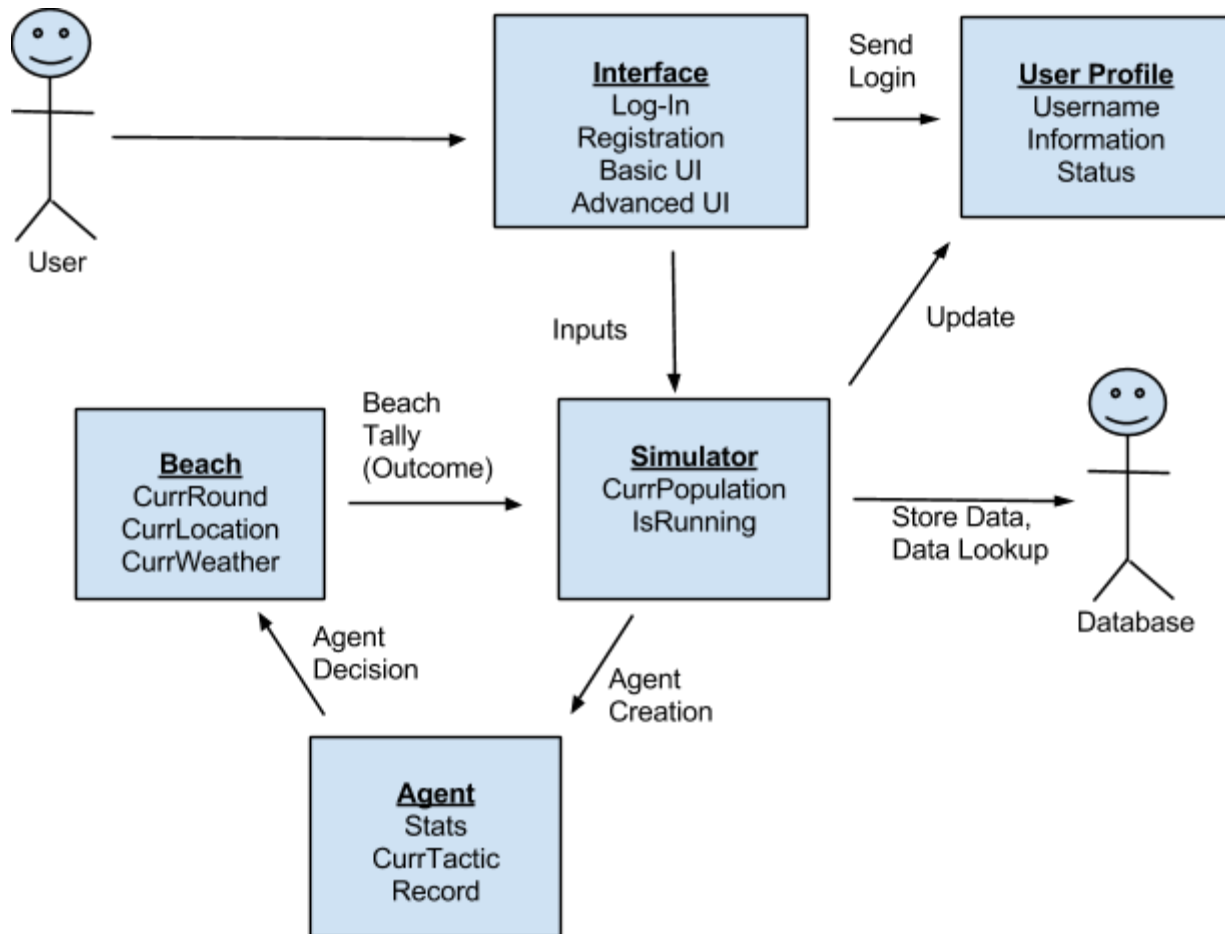 Interface
Log-In
Registration
Basic UI
Advanced UI
Send
Login
User Profile
Username
Information
Status
User
Inputs
Update
Beach
Tally
(Outcome)
Beach
CurrRound
CurrLocation
CurrWeather
Simulator
CurrPopulation
IsRunning
Store Data,
Data Lookup
Database
Agent
Decision
Agent
Creation
Agent
Stats
CurrTactic
Record